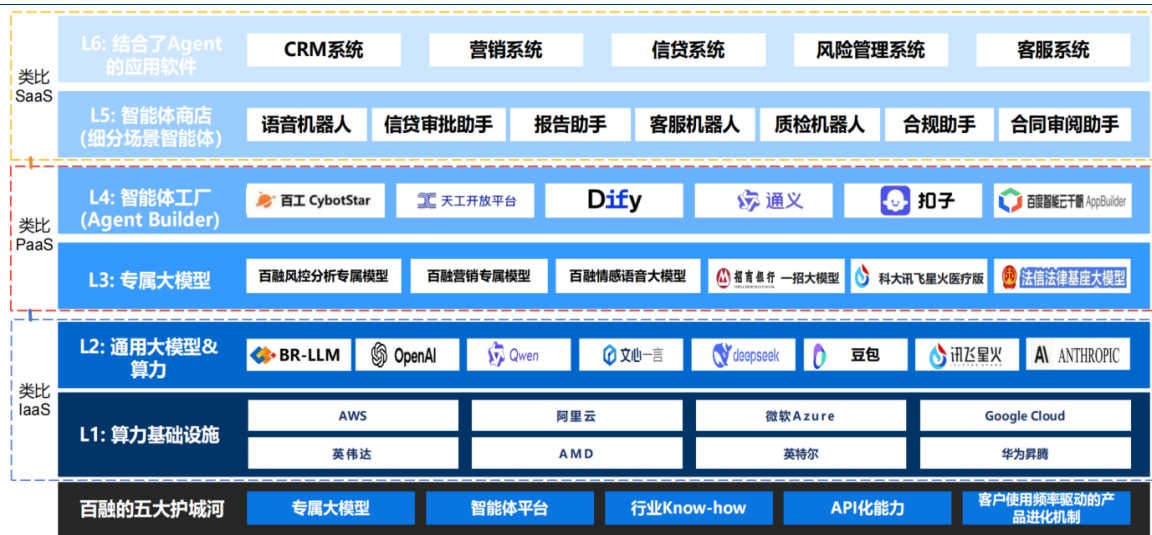 类比
SaaS
L6: 结合了Agent
的应用软件
CRM系统
营销系统
信贷系统
风险管理系统
客服系统
L5: 智能体商店
(细分场景智能体)
语音机器人
信贷审批助手
报告助手
客服机器人
质检机器人
合规助手
合同审阅助手
类比
PaaS
L4: 智能体工厂
(Agent Builder)
百工 CybotStar
天工开放平台
Dify
通义
扣子
百度智能云千帆 AppBuilder
L3: 专属大模型
百融风控分析专属模型
百融营销专属模型
百融情感语音大模型
招商银行 一招大模型
科大讯飞星火医疗版
法信法律基座大模型
类比
IaaS
L2: 通用大模型&
算力
BR-LLM
OpenAI
Qwen
文心一言
deepseek
豆包
讯飞星火
AI ANTHROPIC
L1: 算力基础设施
AWS
阿里云
微软Azure
Google Cloud
英伟达
AMD
英特尔
华为昇腾
百融的五大护城河
专属大模型
智能体平台
行业Know-how
API化能力
客户使用频率驱动的产
品进化机制